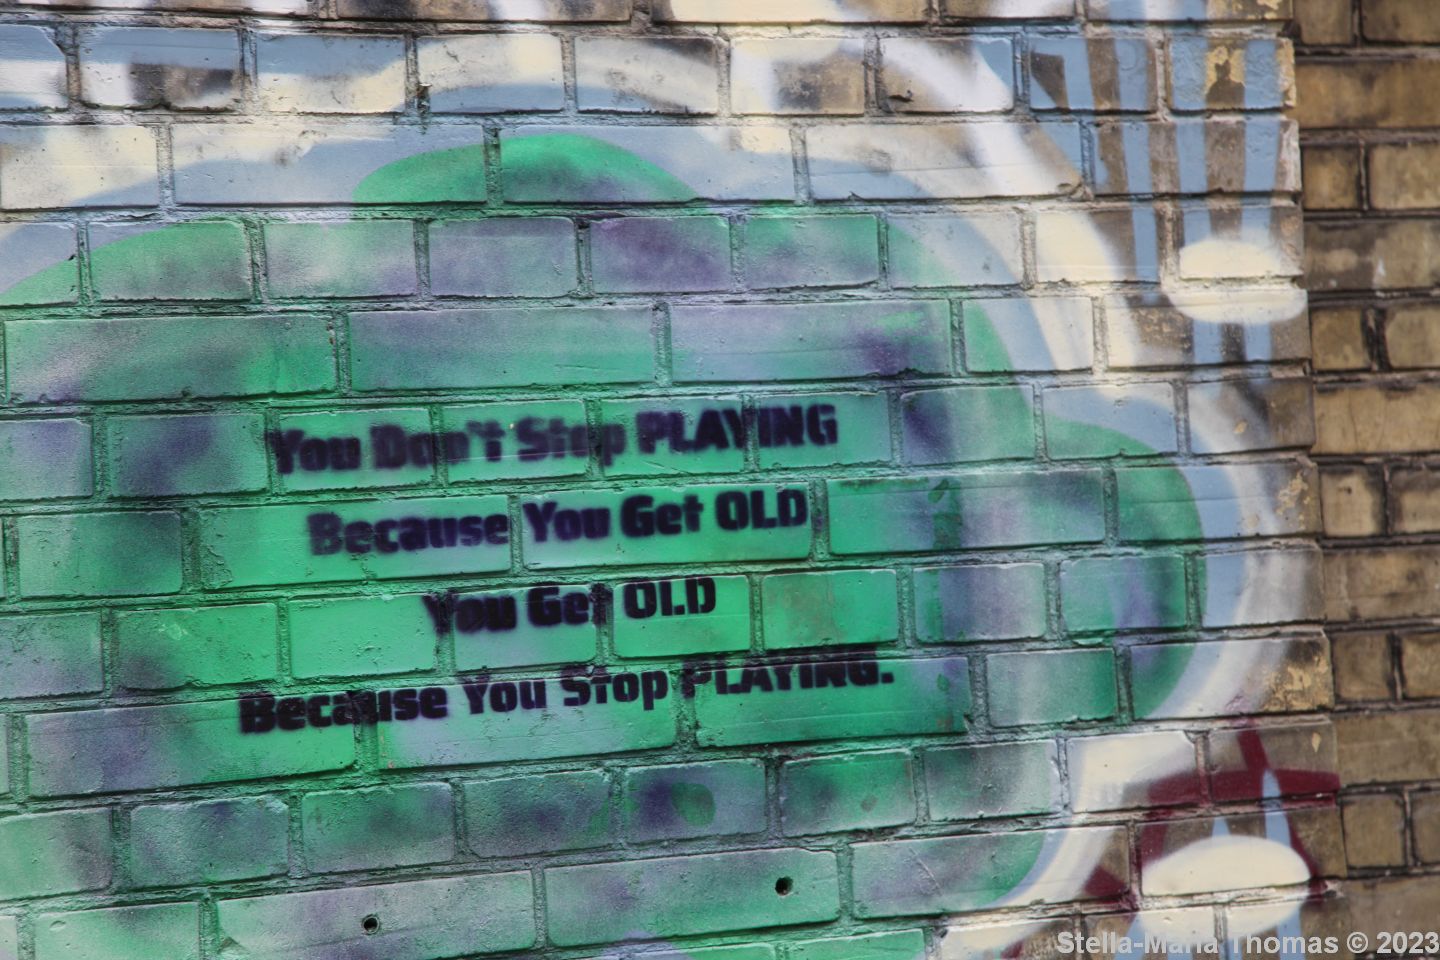 You Don't Stop PLAYING
Because You Get OLD
You Get OLD
Because You Stop PLAYING.
Stella-Maria Thomas © 2023